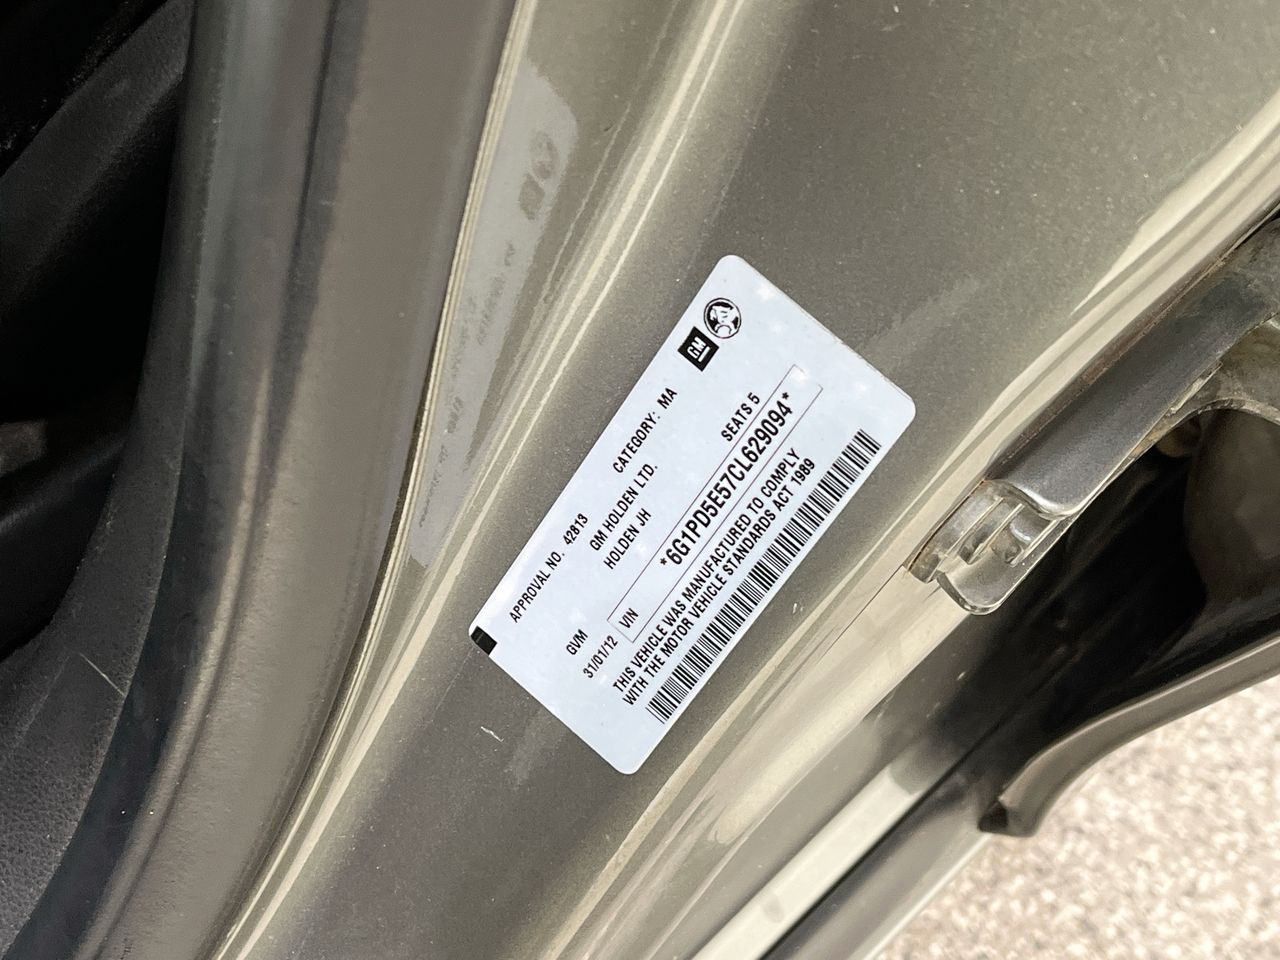 GM
APPROVAL NO. 42813 CATEGORY: MA
GM HOLDEN LTD.
HOLDEN JH
GVM SEATS 5
31/01/12
VIN *6G1PD5E57CL629094*
THIS VEHICLE WAS MANUFACTURED TO COMPLY
WITH THE MOTOR VEHICLE STANDARDS ACT 1989